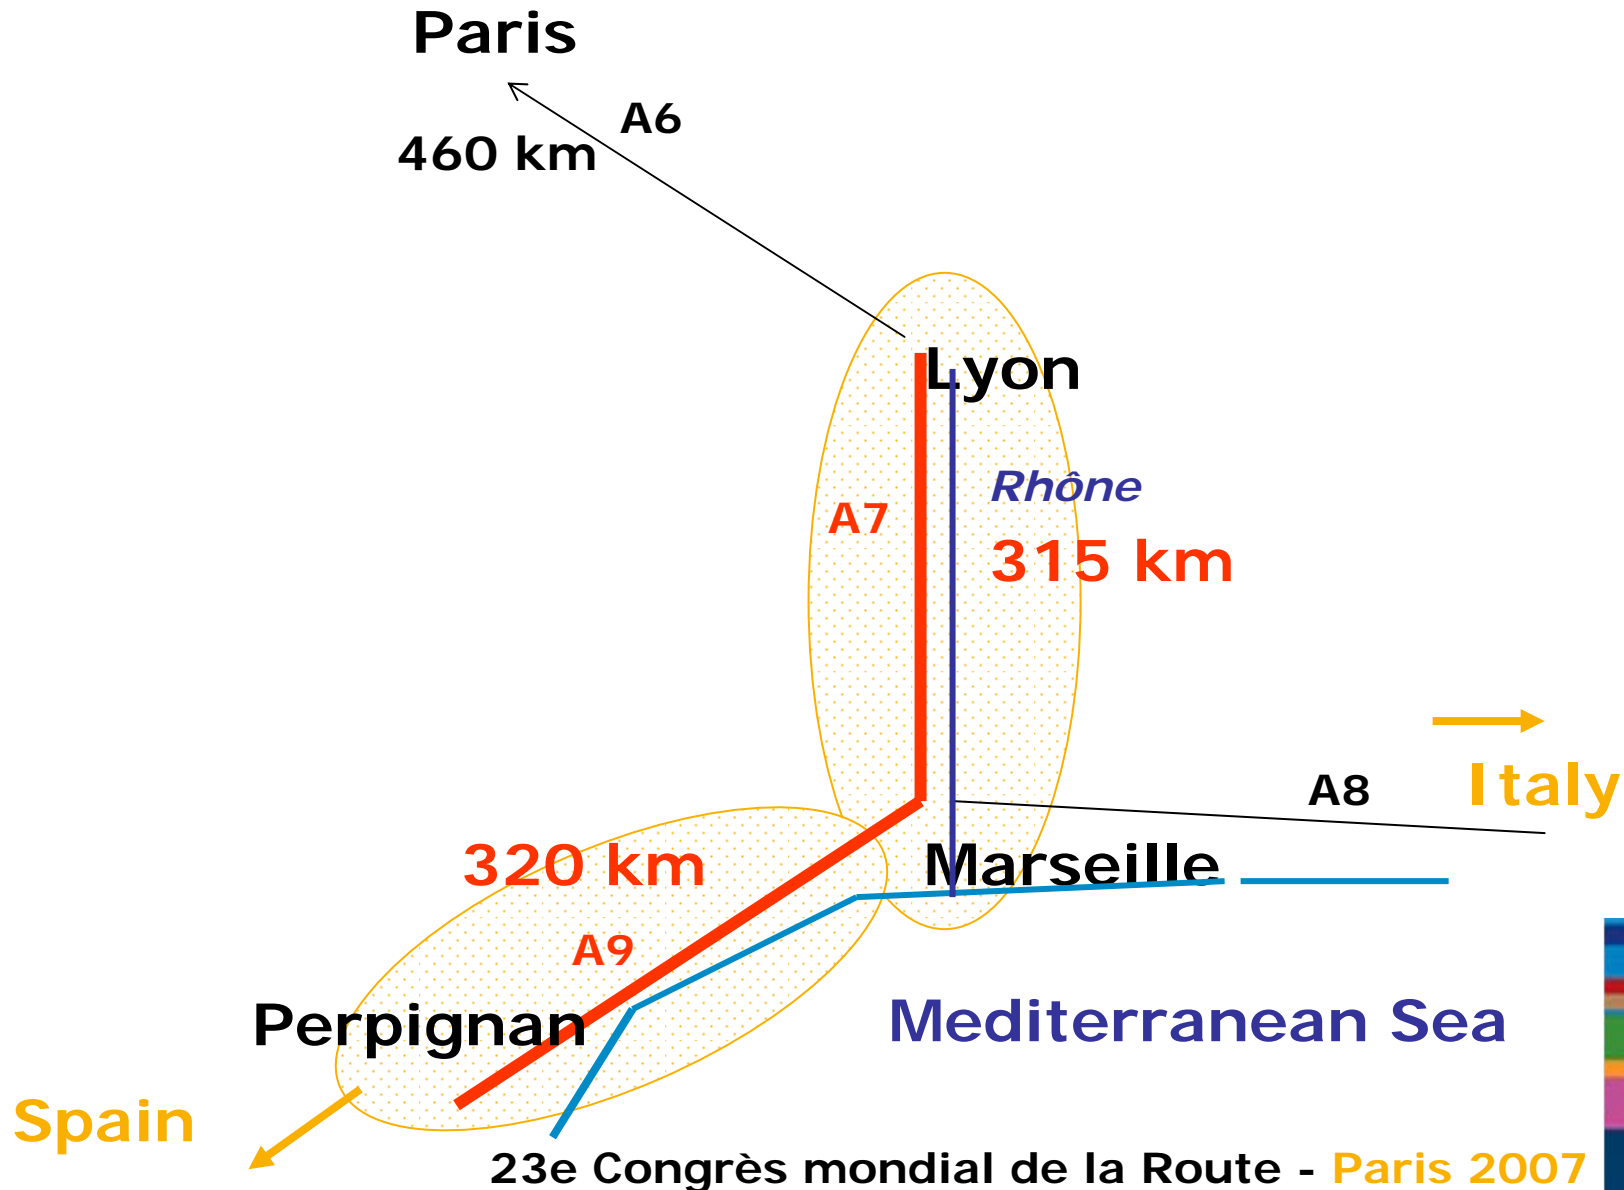 Paris
A6
460 km
Lyon
Rhône
A7
315 km
Italy
A8
320 km
Marseille
A9
Perpignan
Mediterranean Sea
Spain
23e Congrès mondial de la Route - Paris 2007